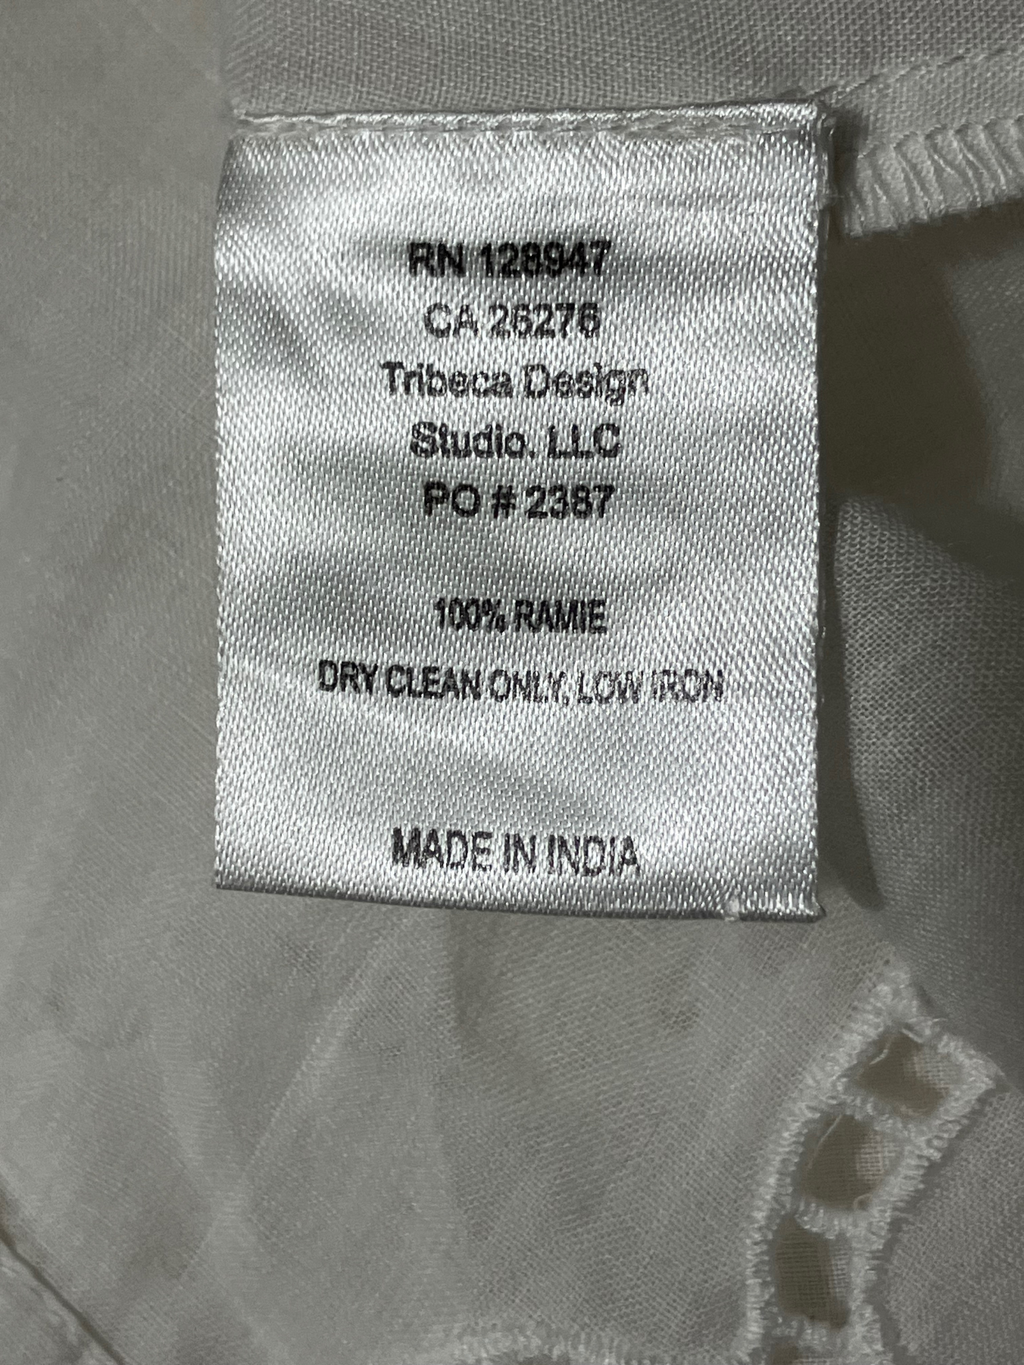 RN 128947
CA 26276
Tribeca Design
Studio. LLC
PO # 2387
100% RAMIE
DRY CLEAN ONLY, LOW IRON
MADE IN INDIA